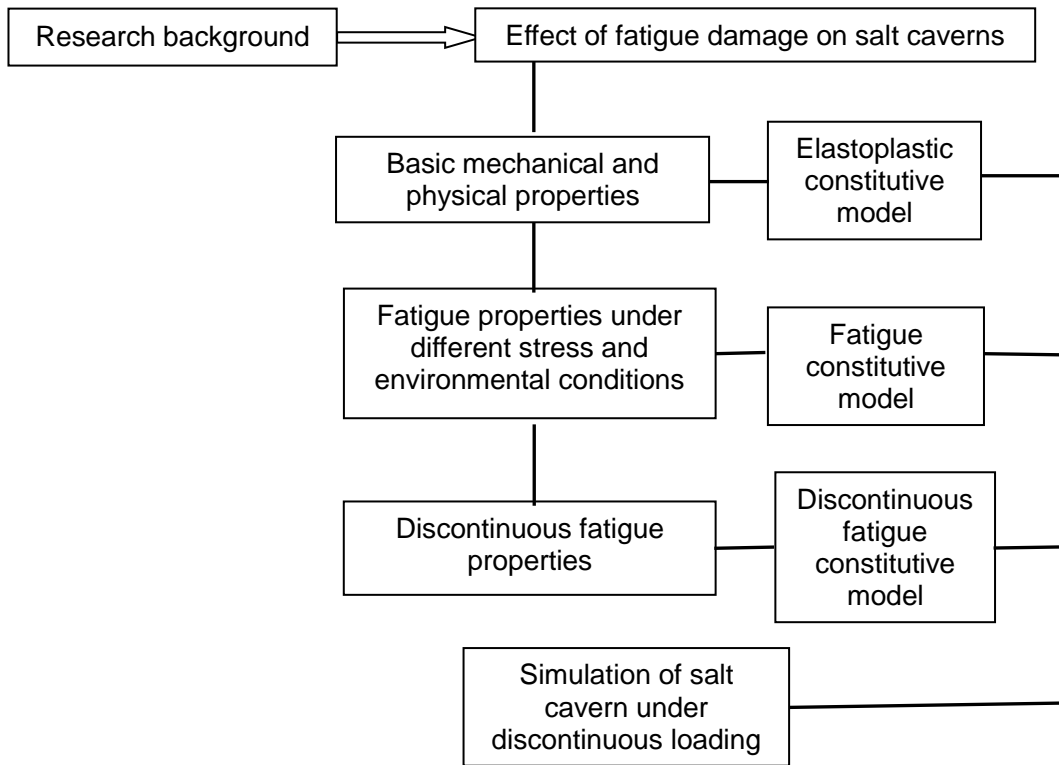 Research background
Effect of fatigue damage on salt caverns
Basic mechanical and
physical properties
Elastoplastic
constitutive
model
Fatigue properties under
different stress and
environmental conditions
Fatigue
constitutive
model
Discontinuous fatigue
properties
Discontinuous
fatigue
constitutive
model
Simulation of salt
cavern under
discontinuous loading